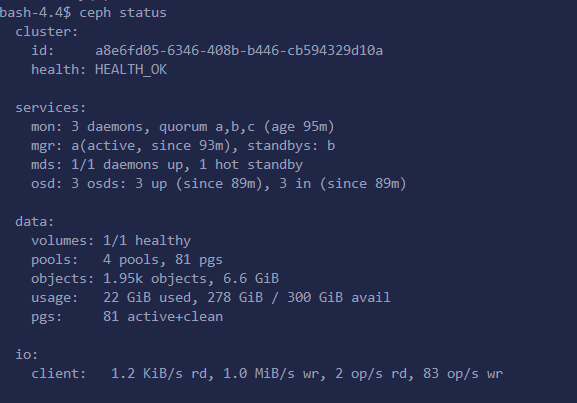 bash-4.4$ ceph status
cluster:
id: a8e6fd05-6346-408b-b446-cb594329d10a
health: HEALTH_OK
services:
mon: 3 daemons, quorum a,b,c (age 95m)
mgr: a(active, since 93m), standbys: b
mds: 1/1 daemons up, 1 hot standby
osd: 3 osds: 3 up (since 89m), 3 in (since 89m)
data:
volumes: 1/1 healthy
pools: 4 pools, 81 pgs
objects: 1.95k objects, 6.6 GiB
usage: 22 GiB used, 278 GiB / 300 GiB avail
pgs: 81 active+clean
io:
client: 1.2 KiB/s rd, 1.0 MiB/s wr, 2 op/s rd, 83 op/s wr